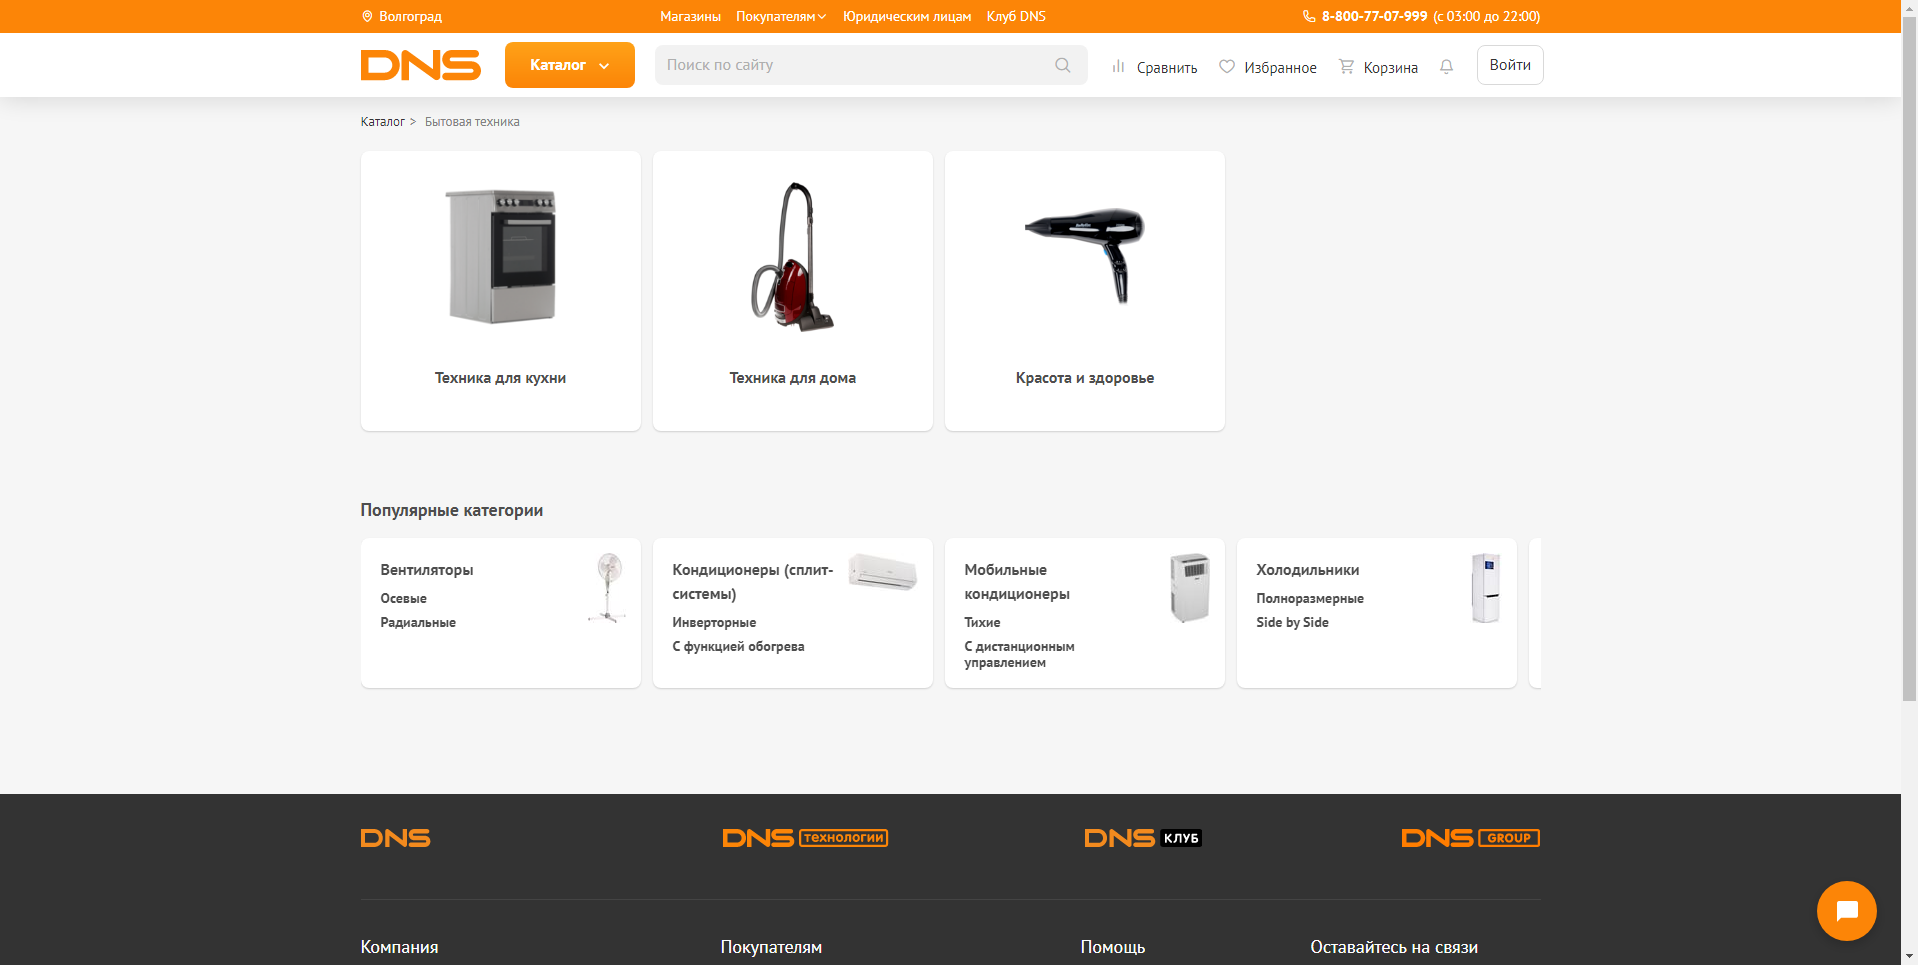 Волгоград
Магазины Покупателям Юридическим лицам Клуб DNS
8-800-77-07-999 (с 03:00 до 22:00)
DNS
Каталог
Поиск по сайту
Сравнить
Избранное
Корзина
Войти
Каталог > Бытовая техника
Техника для кухни
Техника для дома
Красота и здоровье
Популярные категории
Вентиляторы
Осевые
Радиальные
Кондиционеры (сплит-
системы)
Инверторные
С функцией обогрева
Мобильные
кондиционеры
Тихие
С дистанционным
управлением
Холодильники
Полноразмерные
Side by Side
DNS
DNS технологии
DNS КЛУБ
DNS GROUP
Компания
Покупателям
Помощь
Оставайтесь на связи